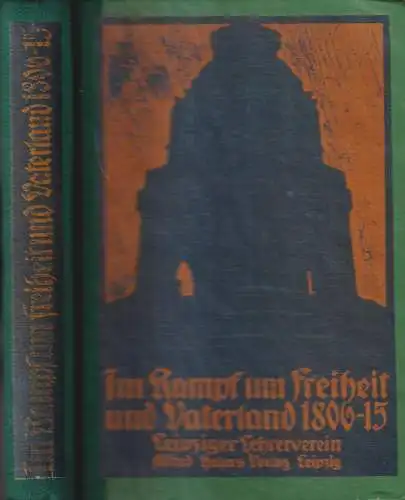 Im Kampf um Freiheit und Vaterland 1806-15
Im Kampf um Freiheit
und Vaterland 1806-15
Leipziger Lehrerverein
Alfred Hahn's Verlag Leipzig